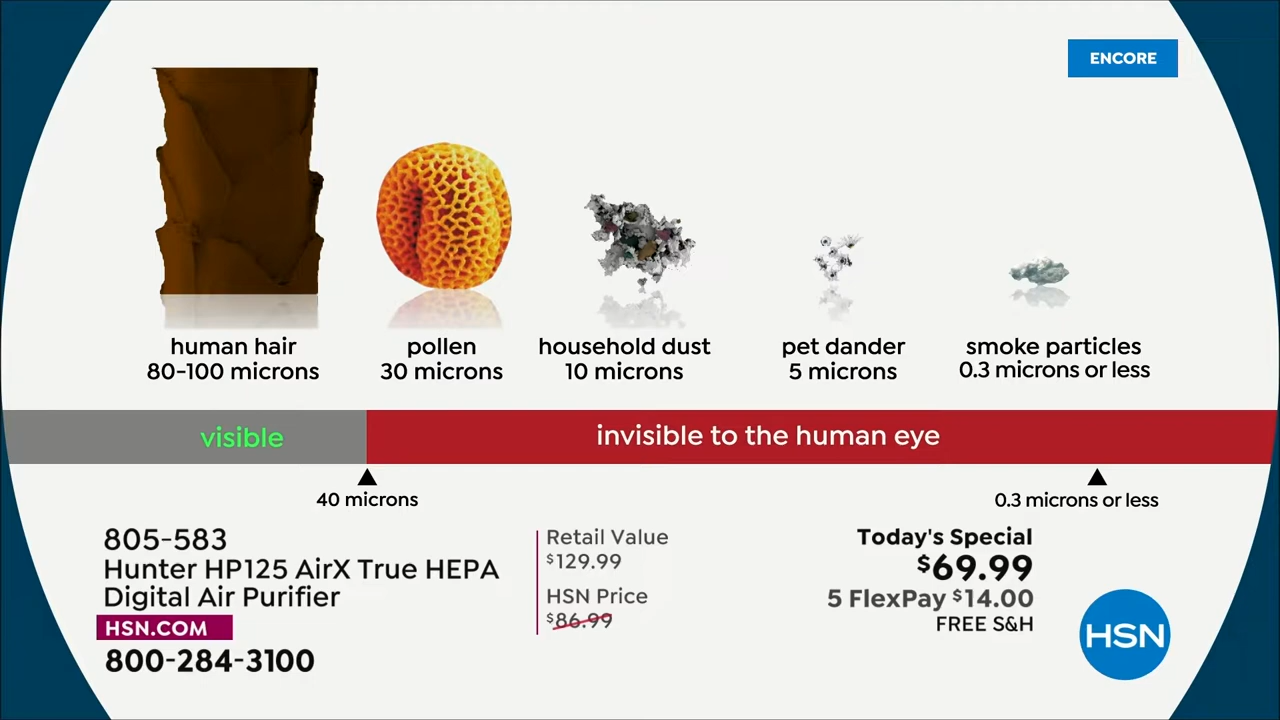 ENCORE
human hair
80-100 microns
pollen
30 microns
household dust
10 microns
pet dander
5 microns
smoke particles
0.3 microns or less
visible
invisible to the human eye
40 microns
0.3 microns or less
805-583
Hunter HP125 AirX True HEPA
Digital Air Purifier
HSN.COM
800-284-3100
Retail Value
$129.99
HSN Price
$86.99
Today's Special
$69.99
5 FlexPay $14.00
FREE S&H
HSN